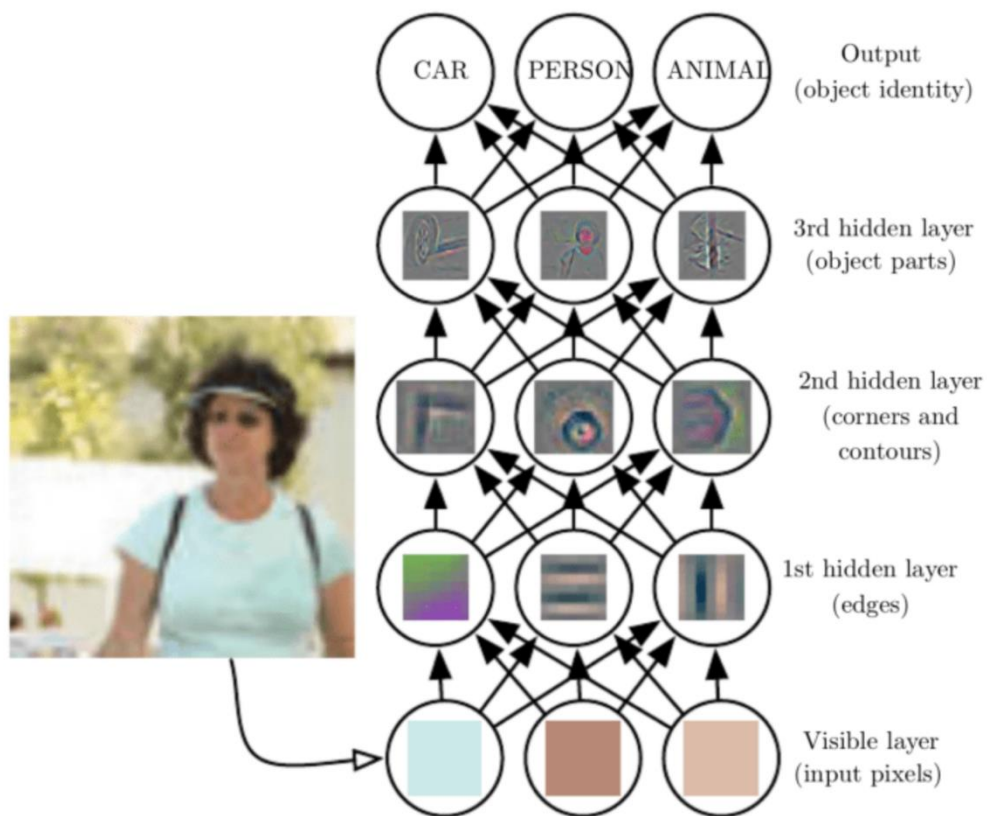 CAR PERSON ANIMAL
Output
(object identity)
3rd hidden layer
(object parts)
2nd hidden layer
(corners and
contours)
1st hidden layer
(edges)
Visible layer
(input pixels)